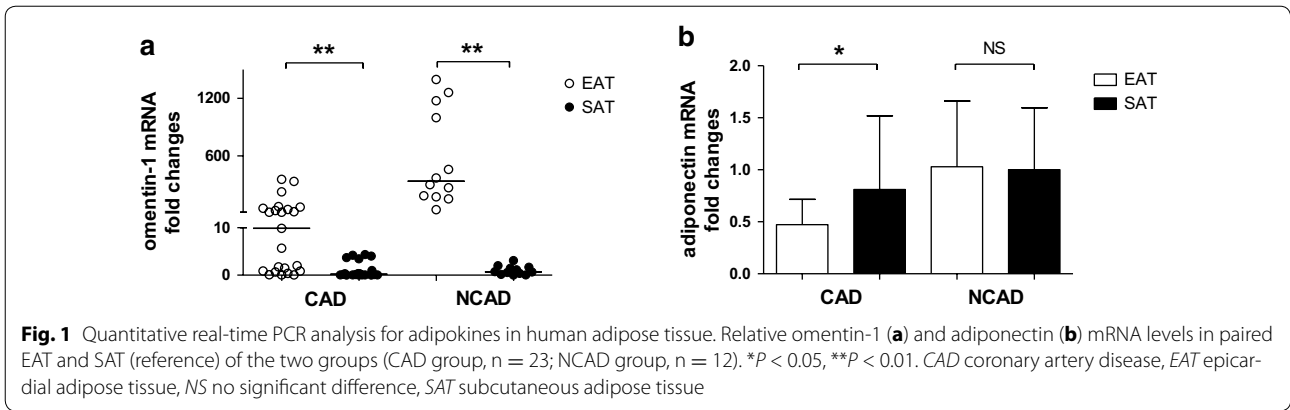 a
b
**
**
EAT
SAT
omentin-1 mRNA
fold changes
1200
600
10
0
CAD
NCAD
*
NS
EAT
SAT
adiponectin mRNA
fold changes
2.0
1.5
1.0
0.5
0.0
CAD
NCAD
Fig. 1 Quantitative real-time PCR analysis for adipokines in human adipose tissue. Relative omentin-1 (a) and adiponectin (b) mRNA levels in paired
EAT and SAT (reference) of the two groups (CAD group, n = 23; NCAD group, n = 12). *P < 0.05, **P < 0.01. CAD coronary artery disease, EAT epicar-
dial adipose tissue, NS no significant difference, SAT subcutaneous adipose tissue